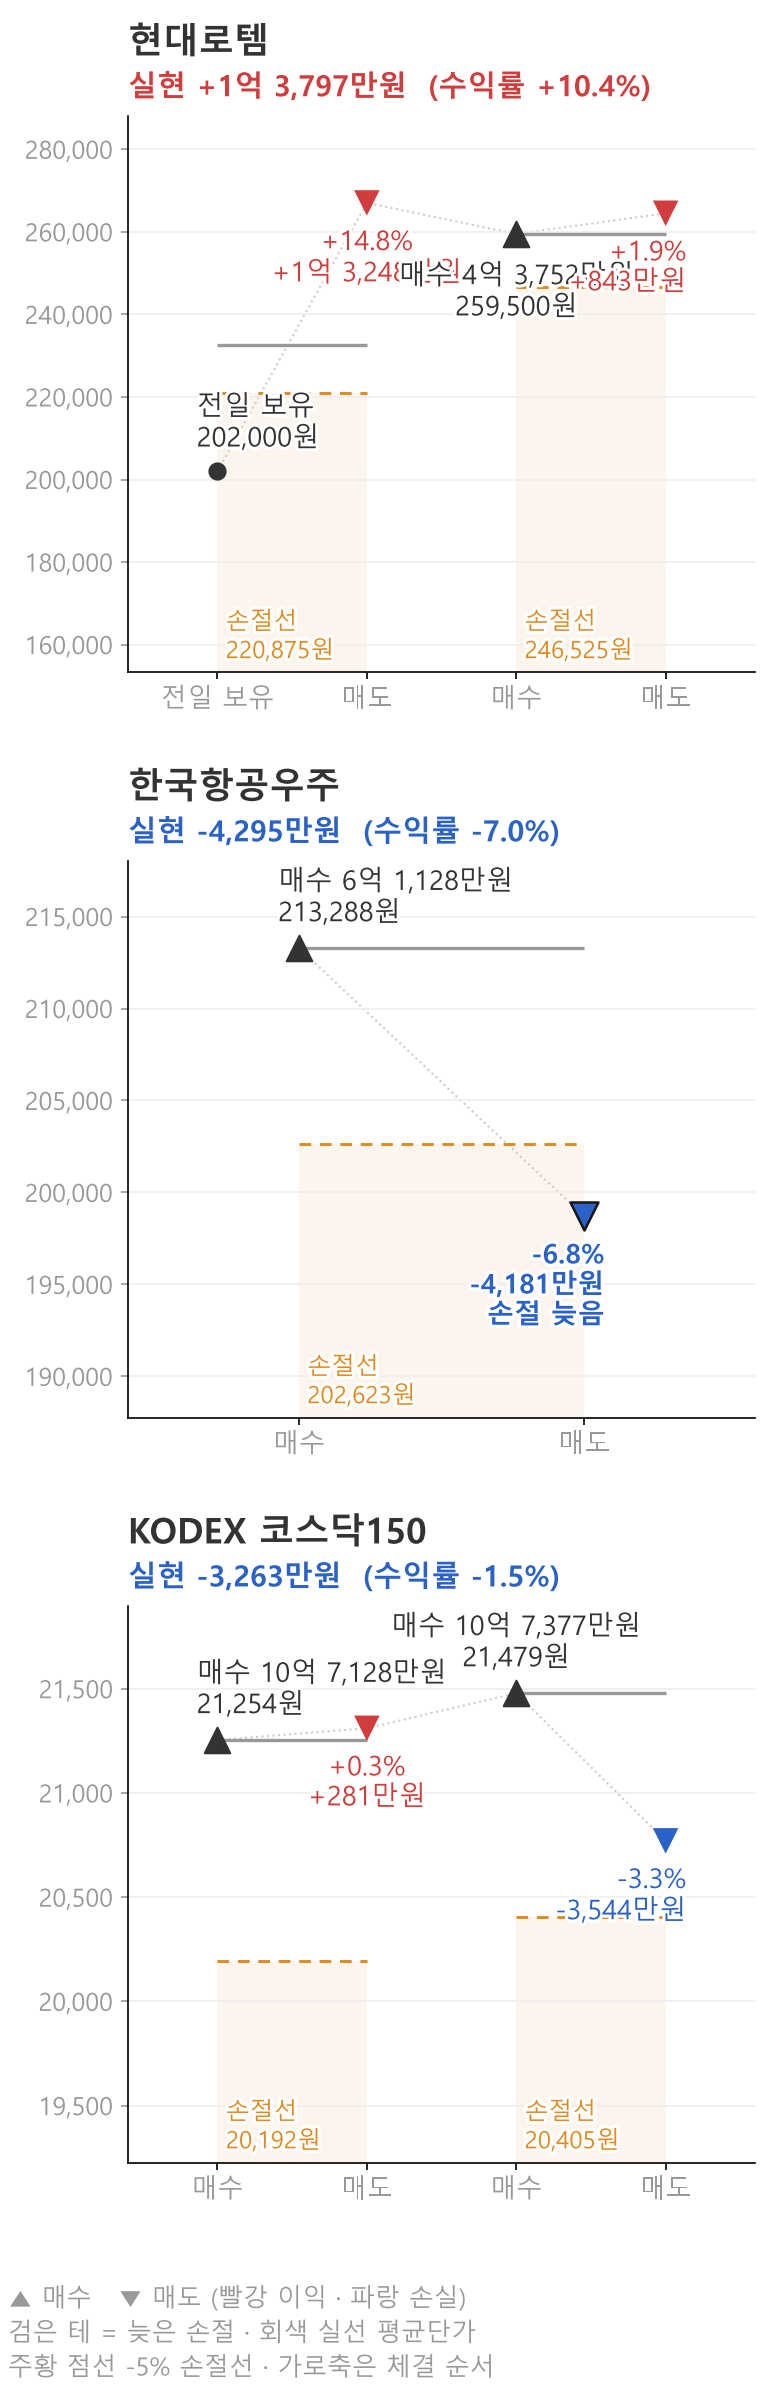 현대로템
실현 +1억 3,797만원 (수익률 +10.4%)
280,000
260,000
240,000
220,000
200,000
180,000
160,000
+14.8%
+1억 3,248
매수 4억 3,752만원
259,500원
+1.9%
+843만원
전일 보유
202,000원
손절선
220,875원
손절선
246,525원
전일 보유 매도 매수 매도
한국항공우주
실현 -4,295만원 (수익률 -7.0%)
매수 6억 1,128만원
213,288원
215,000
210,000
205,000
200,000
195,000
190,000
-6.8%
-4,181만원
손절 늦음
손절선
202,623원
매수 매도
KODEX 코스닥150
실현 -3,263만원 (수익률 -1.5%)
매수 10억 7,377만원
21,479원
매수 10억 7,128만원
21,254원
21,500
21,000
20,500
20,000
19,500
+0.3%
+281만원
-3.3%
-3,544만원
손절선
20,192원
손절선
20,405원
매수 매도 매수 매도
▲ 매수 ▼ 매도 (빨강 이익 · 파랑 손실)
검은 테 = 늦은 손절 · 회색 실선 평균단가
주황 점선 -5% 손절선 · 가로축은 체결 순서